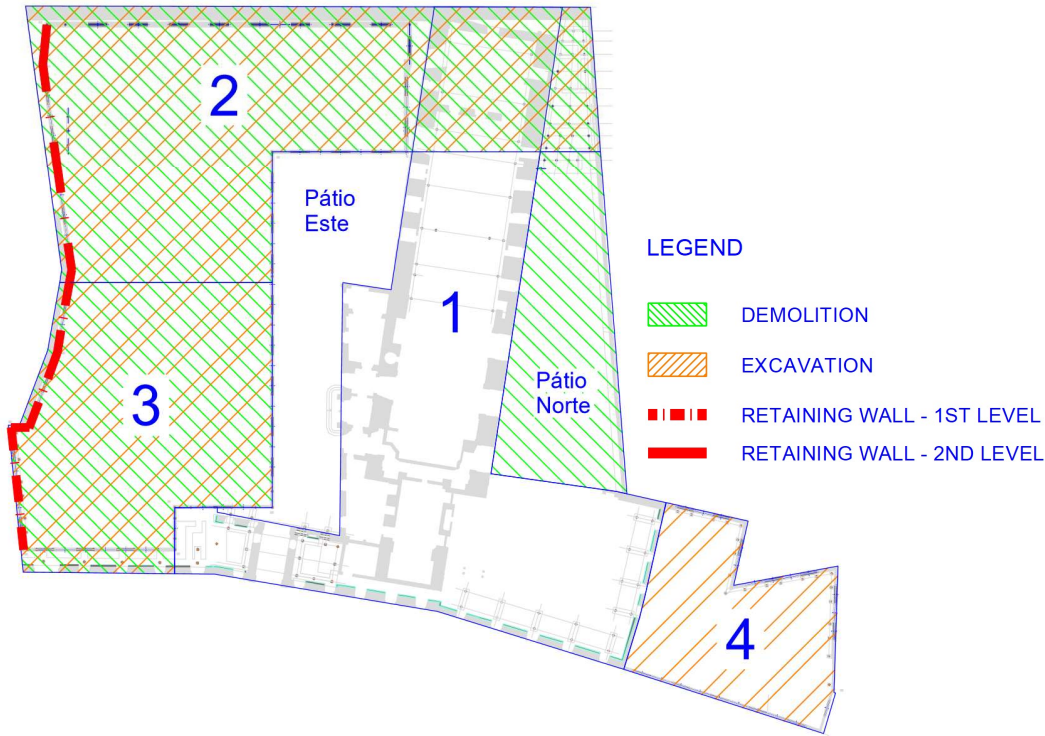 2
Pátio
Este
1
3
Pátio
Norte
4
LEGEND
DEMOLITION
EXCAVATION
RETAINING WALL - 1ST LEVEL
RETAINING WALL - 2ND LEVEL